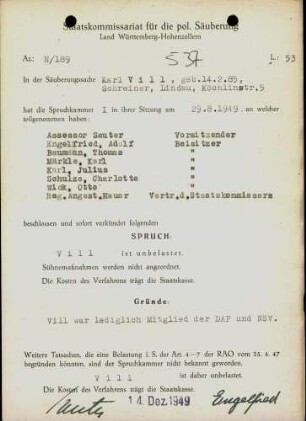 Staatskommissariat für die pol. Säuberung
Land Württemberg-Hohenzollern
Az: N/189
537
L: 53
In der Säuberungssache Karl Vill, geb.14.2.85,
Schreiner, Lindau, Köchlinstr.5
hat die Spruchkammer I in ihrer Sitzung am 29.8.1949, an welcher
teilgenommen haben:
Assessor Sauter Vorsitzender
Engelfried, Adolf Beisitzer
Baumann, Thomas "
Märkle, Karl "
Karl, Julius "
Schulze, Charlotte "
Wick, Otto "
Reg.Angest.Hauer Vertr.d.Staatskommissars
beschlossen und sofort verkündet folgenden
SPRUCH:
Vill
ist unbelastet.
Sühnemaßnahmen werden nicht angeordnet.
Die Kosten des Verfahrens trägt die Staatskasse.
Gründe:
Vill war lediglich Mitglied der DAF und NSV.
Weitere Tatsachen, die eine Belastung i. S. der Art 4—7 der RAO vom 25. 4. 47
begründen könnten, sind der Spruchkammer nicht bekannt geworden.
Vill ist daher unbelastet.
Die Kosten des Verfahrens trägt die Staatskasse.
14. Dez. 1949
Engelfried